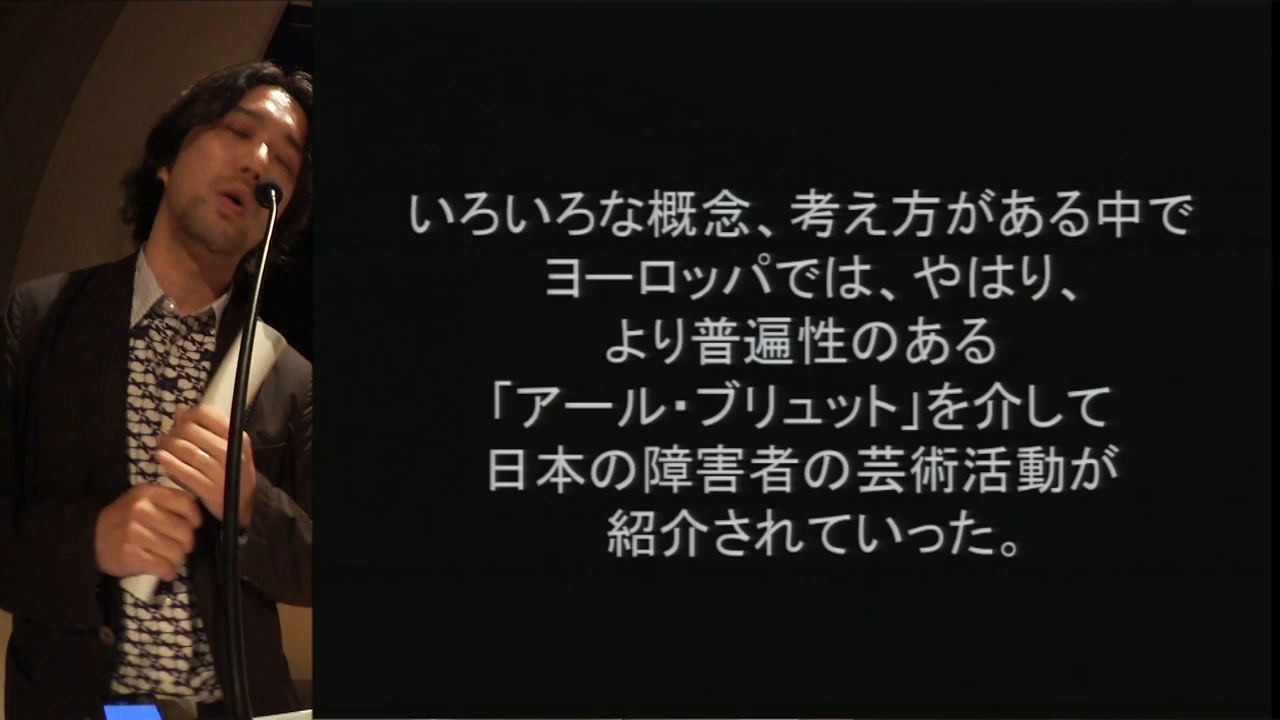 いろいろな概念、考え方がある中で
ヨーロッパでは、やはり、
より普遍性のある
「アール・ブリュット」を介して
日本の障害者の芸術活動が
紹介されていった。